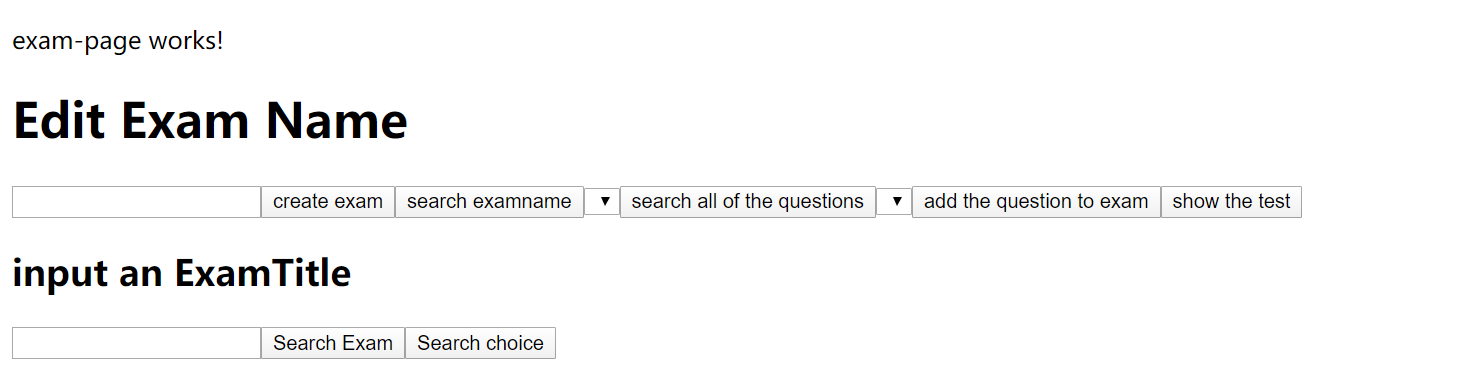 exam-page works!
Edit Exam Name
create exam search examname search all of the questions add the question to exam show the test
input an ExamTitle
Search Exam Search choice